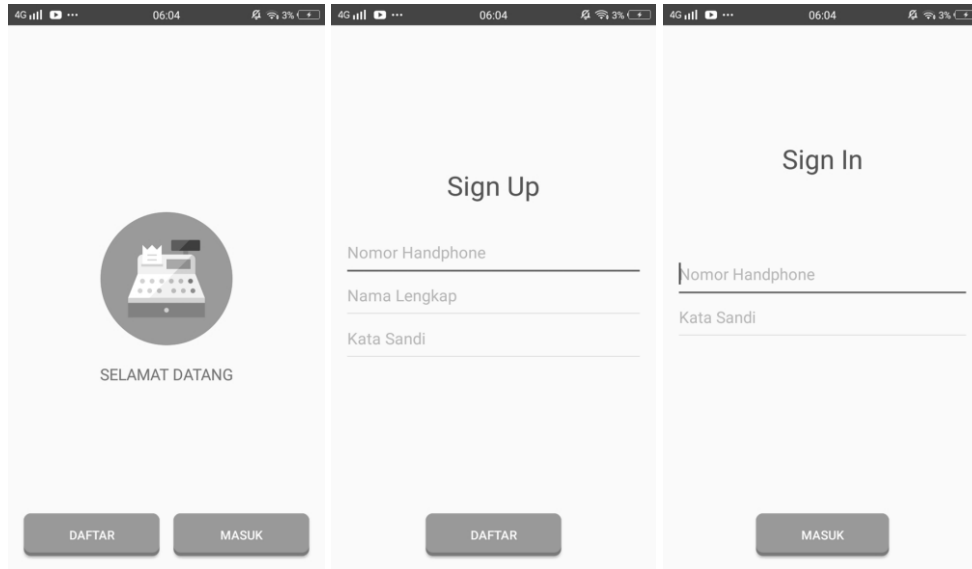 4G 06:04 3%
SELAMAT DATANG
DAFTAR MASUK
4G 06:04 3%
Sign Up
Nomor Handphone
Nama Lengkap
Kata Sandi
DAFTAR
4G 06:04 3%
Sign In
Nomor Handphone
Kata Sandi
MASUK